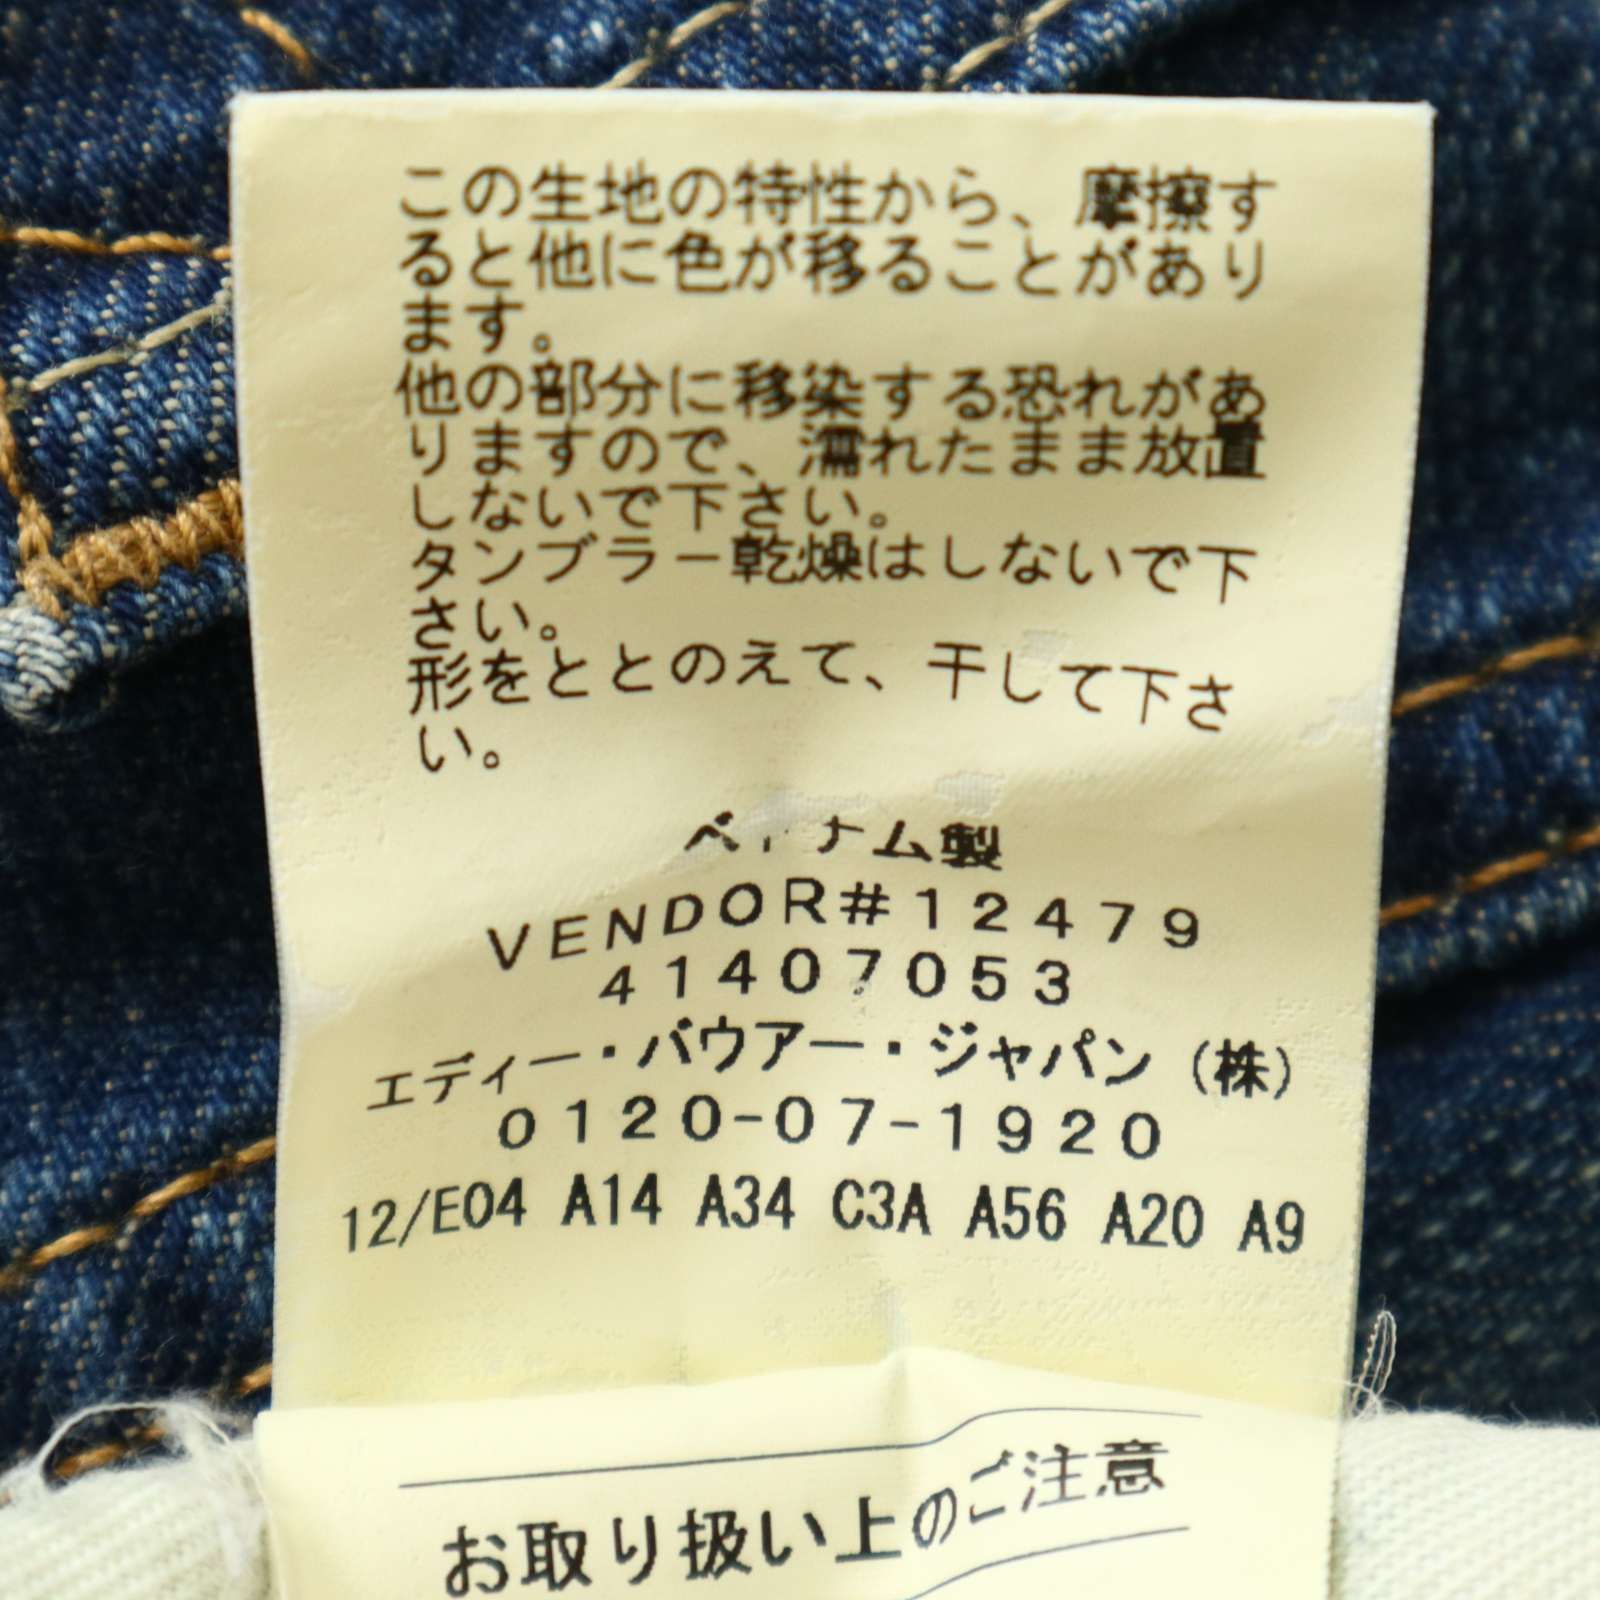 この生地の特性から、摩擦す
ると他に色が移ることがあり
ます。
他の部分に移染する恐れがあ
りますので、濡れたまま放置
しないで下さい。
タンブラー乾燥はしないで下
さい。
形をととのえて、干して下さ
い。
ベトナム製
VENDOR#12479
41407053
エディー・バウアー・ジャパン(株)
0120-07-1920
12/E04 A14 A34 C3A A56 A20 A9
お取り扱い上のご注意